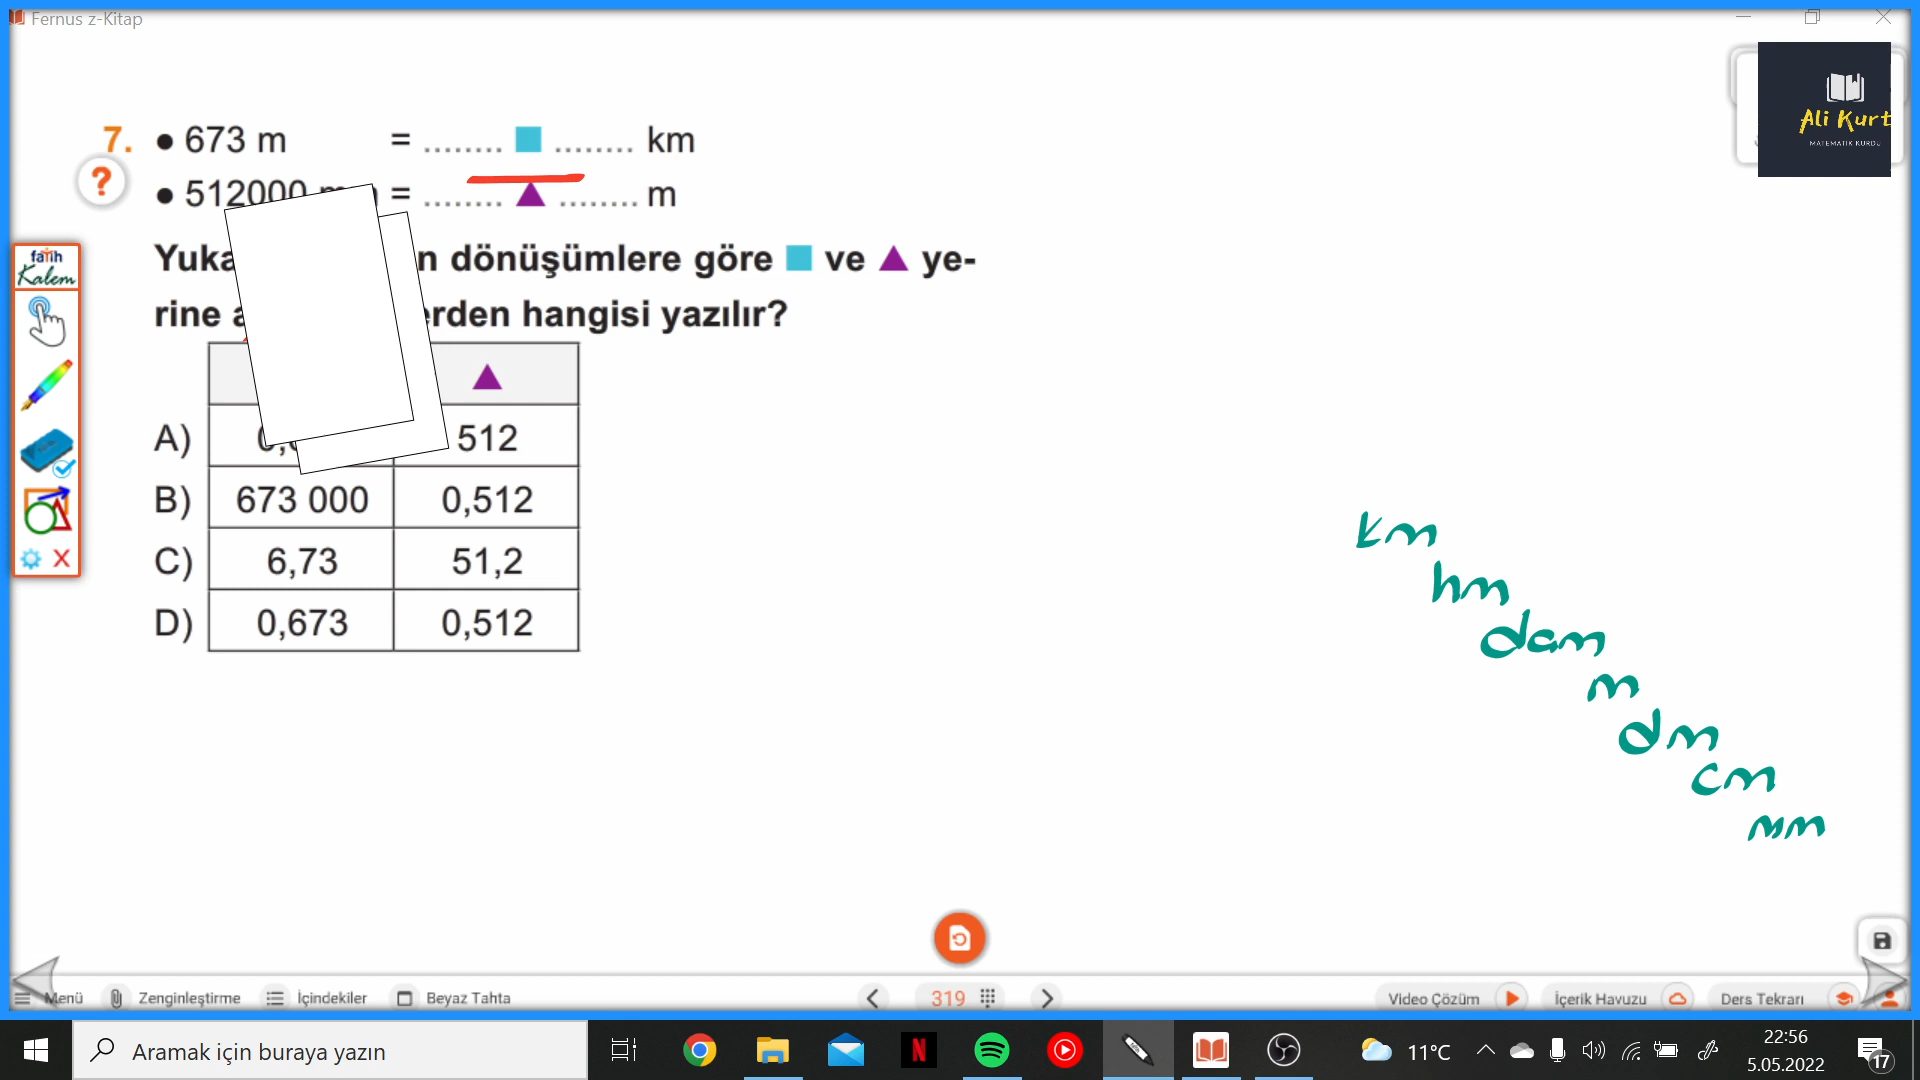 Fernus z-Kitap
Ali Kurt
MATEMATIK KURDU
7. ● 673 m = ........ ■ ........ km
● 512000 = ........ ▲ ........ m
n dönüşümlere göre ■ ve ▲ ye-
rine erden hangisi yazılır?
▲
A) 512
B) 673 000 0,512
C) 6,73 51,2
D) 0,673 0,512
fatih
Kalem
km
hm
dam
m
dm
cm
mm
Menü Zenginleştirme İçindekiler Beyaz Tahta 319 Video Çözüm İçerik Havuzu Ders Tekrarı
Aramak için buraya yazın 11°C 22:56
5.05.2022 17